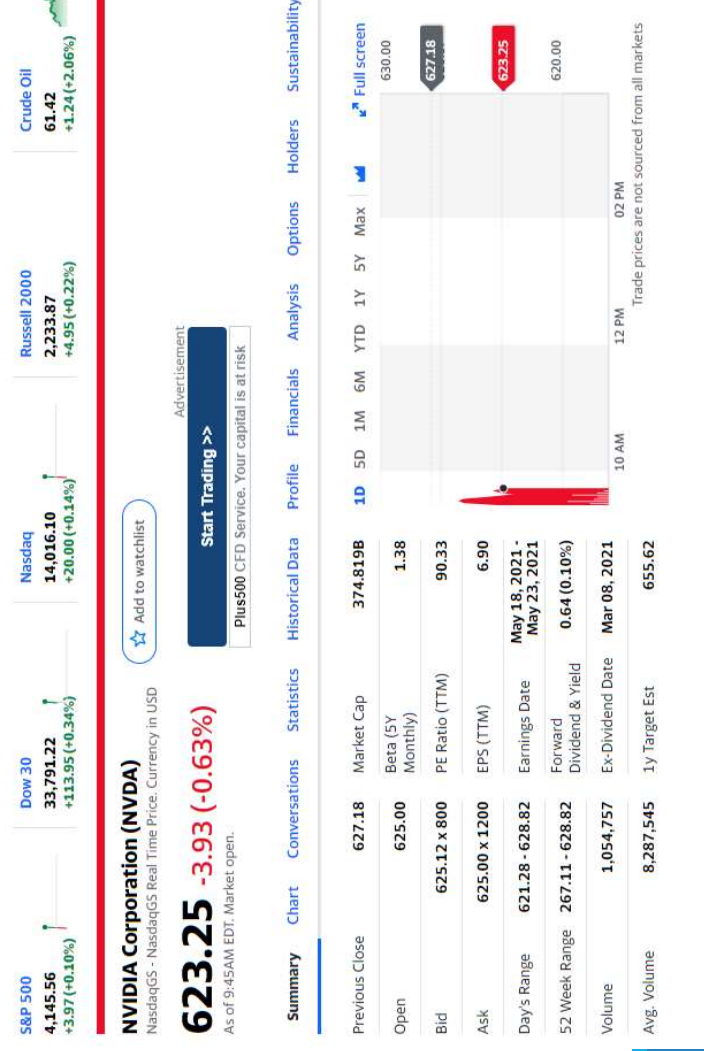 S&P 500
4,145.56
+3.97 (+0.10%)
Dow 30
33,791.22
+113.95 (+0.34%)
Nasdaq
14,016.10
+20.00 (+0.14%)
Russell 2000
2,233.87
+4.95 (+0.22%)
Crude Oil
61.42
+1.24 (+2.06%)
NVIDIA Corporation (NVDA)
NasdaqGS - NasdaqGS Real Time Price. Currency in USD
Add to watchlist
623.25 -3.93 (-0.63%)
As of 9:45AM EDT. Market open.
Advertisement
Start Trading >>
Plus500 CFD Service. Your capital is at risk
Summary Chart Conversations Statistics Historical Data Profile Financials Analysis Options Holders Sustainability
Previous Close 627.18
Open 625.00
Bid 625.12 x 800
Ask 625.00 x 1200
Day's Range 621.28 - 628.82
52 Week Range 267.11 - 628.82
Volume 1,054,757
Avg. Volume 8,287,545
Market Cap 374.819B
Beta (5Y
Monthly) 1.38
PE Ratio (TTM) 90.33
EPS (TTM) 6.90
Earnings Date May 18, 2021 -
May 23, 2021
Forward
Dividend & Yield 0.64 (0.10%)
Ex-Dividend Date Mar 08, 2021
1y Target Est 655.62
1D 5D 1M 6M YTD 1Y 5Y Max Full screen
630.00
627.18
623.25
620.00
10 AM 12 PM 02 PM
Trade prices are not sourced from all markets